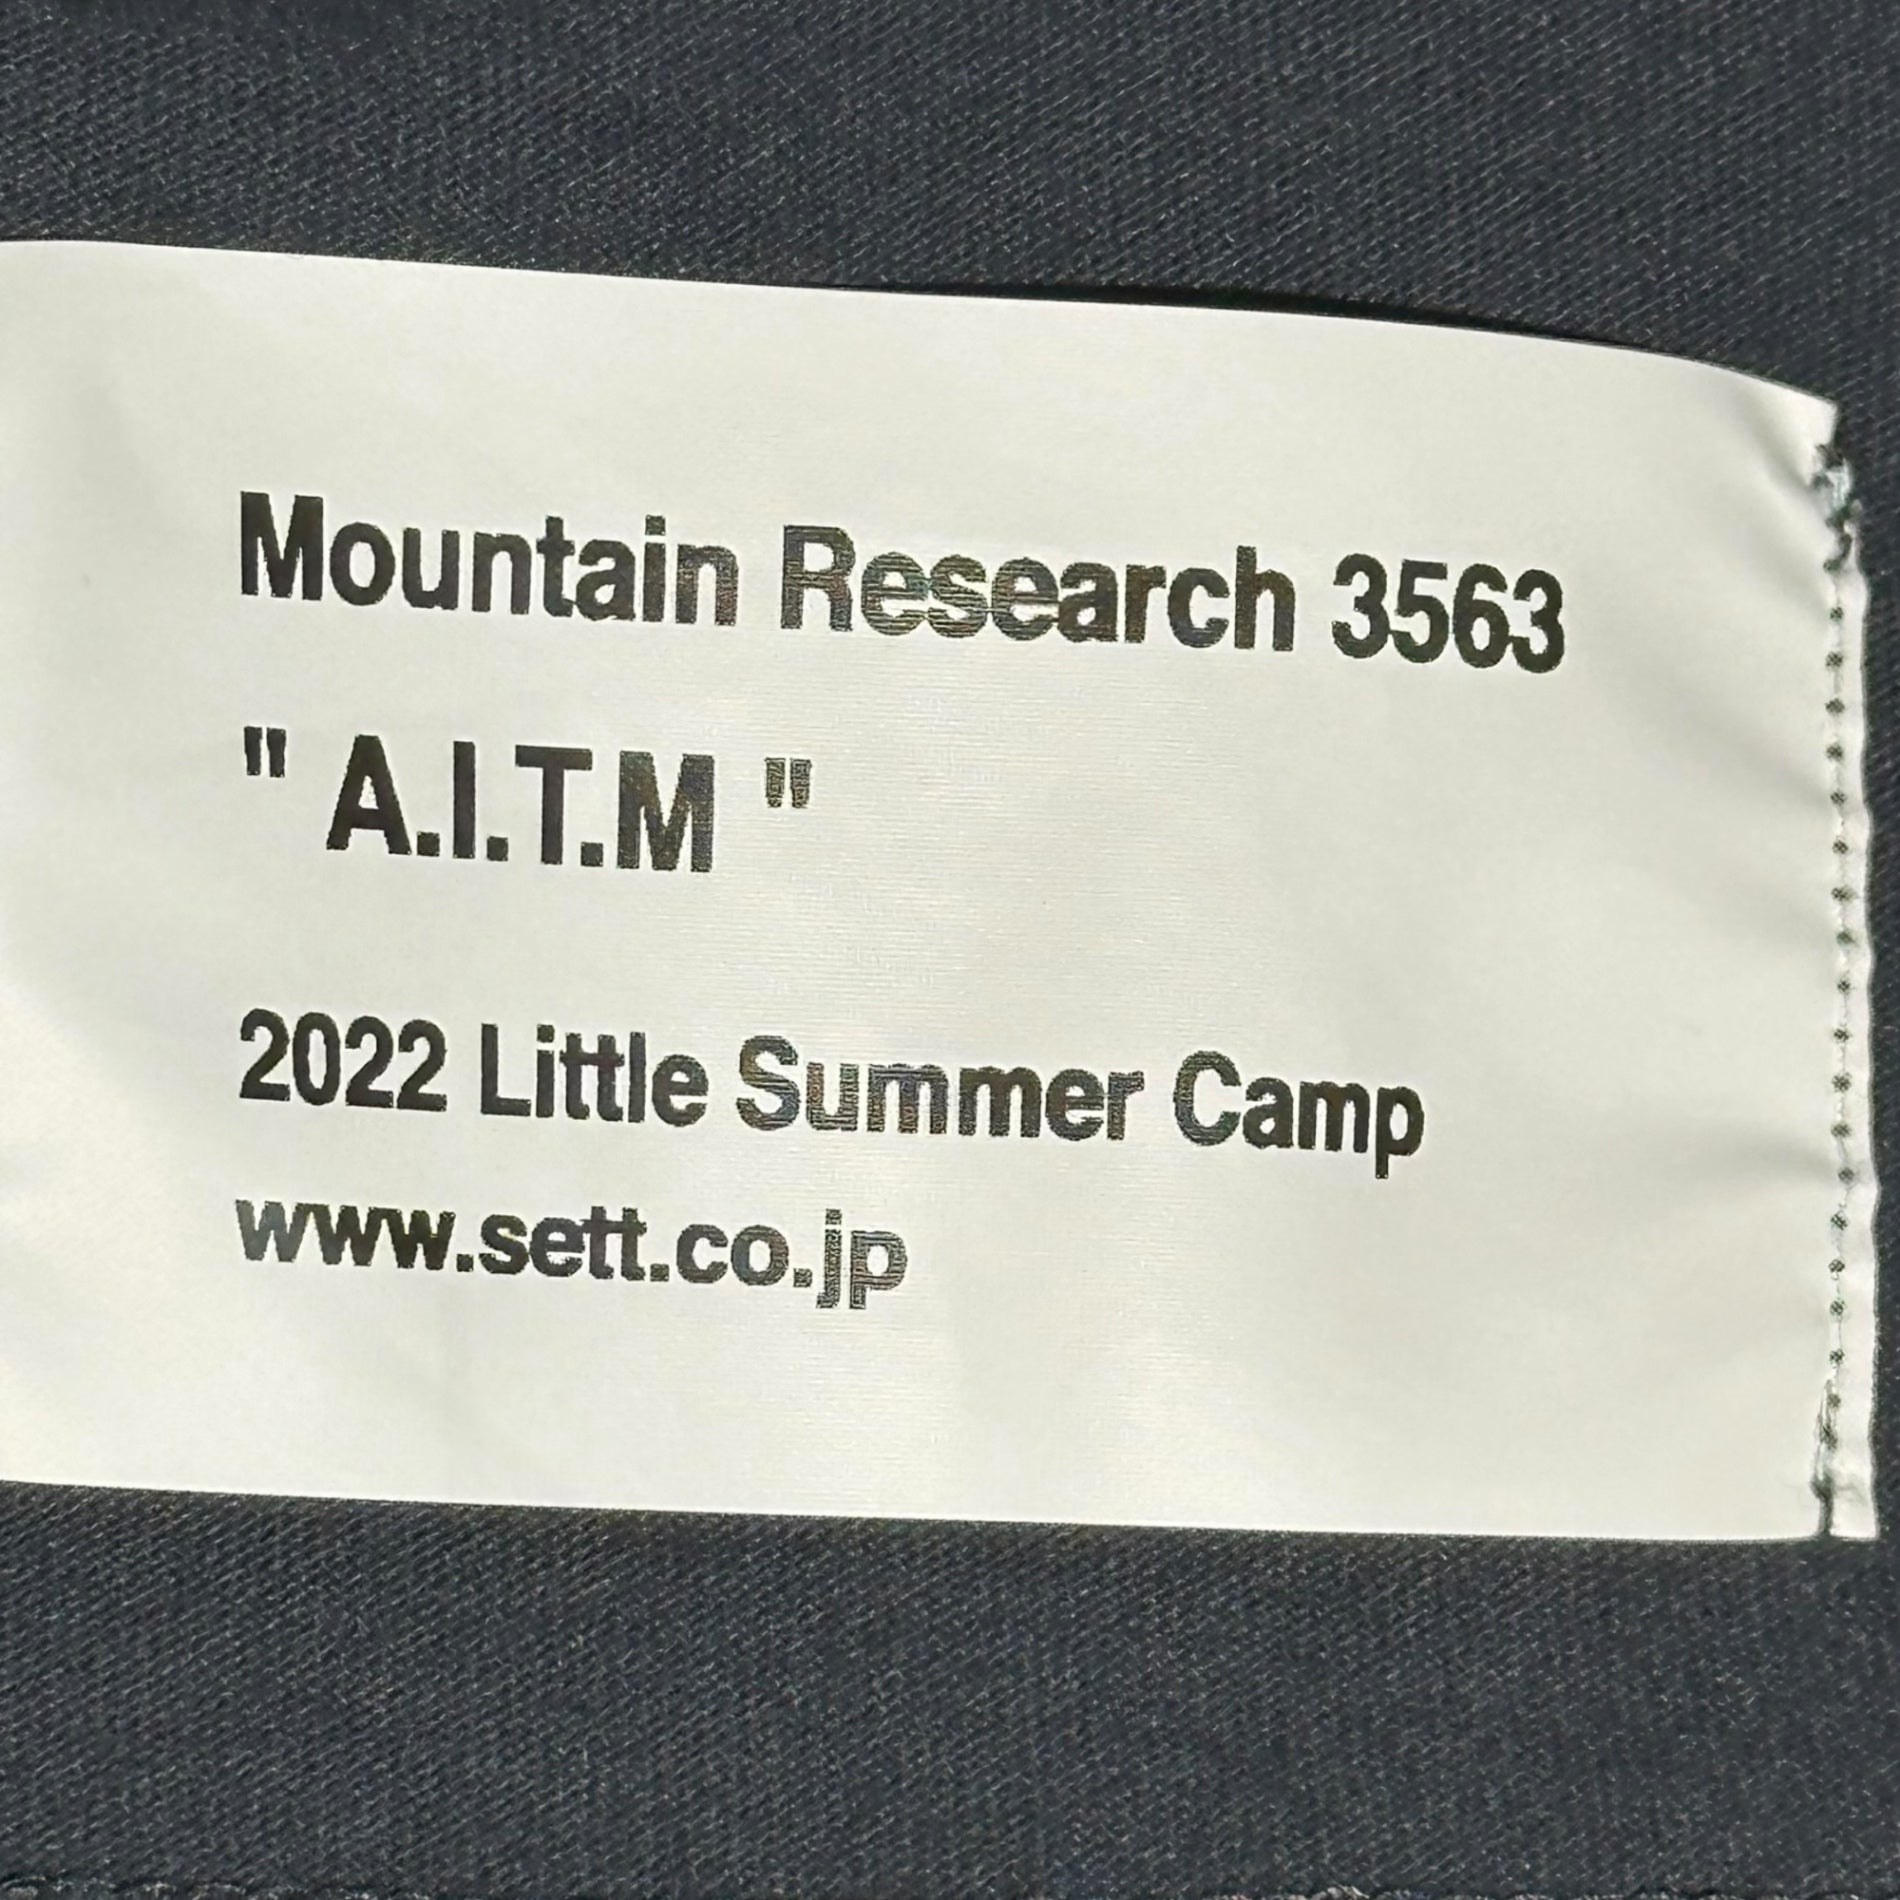 Mountain Research 3563
" A.I.T.M "
2022 Little Summer Camp
www.sett.co.jp